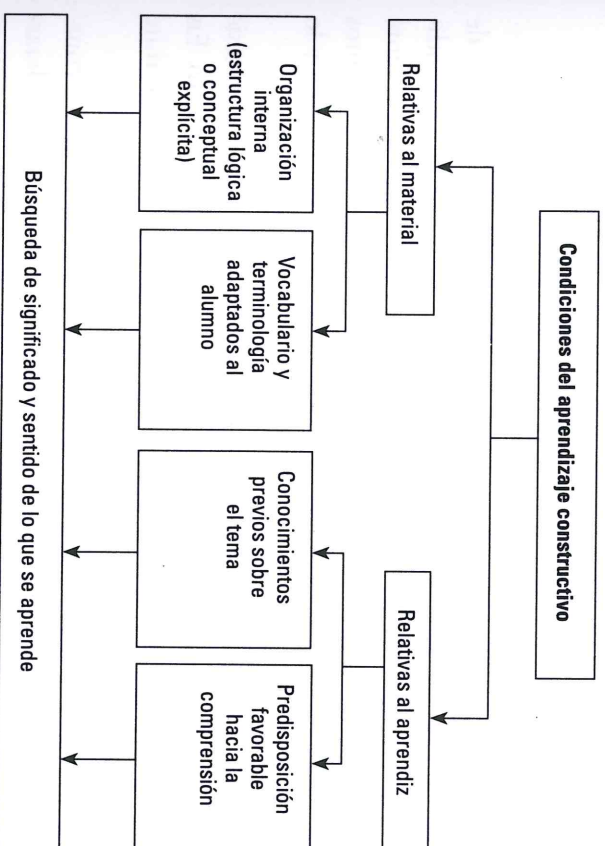 Condiciones del aprendizaje constructivo
Relativas al material
Relativas al aprendiz
Organización
interna
(estructura lógica
o conceptual
explícita)
Vocabulario y
terminología
adaptados al
alumno
Conocimientos
previos sobre
el tema
Predisposición
favorable
hacia la
comprensión
Búsqueda de significado y sentido de lo que se aprende